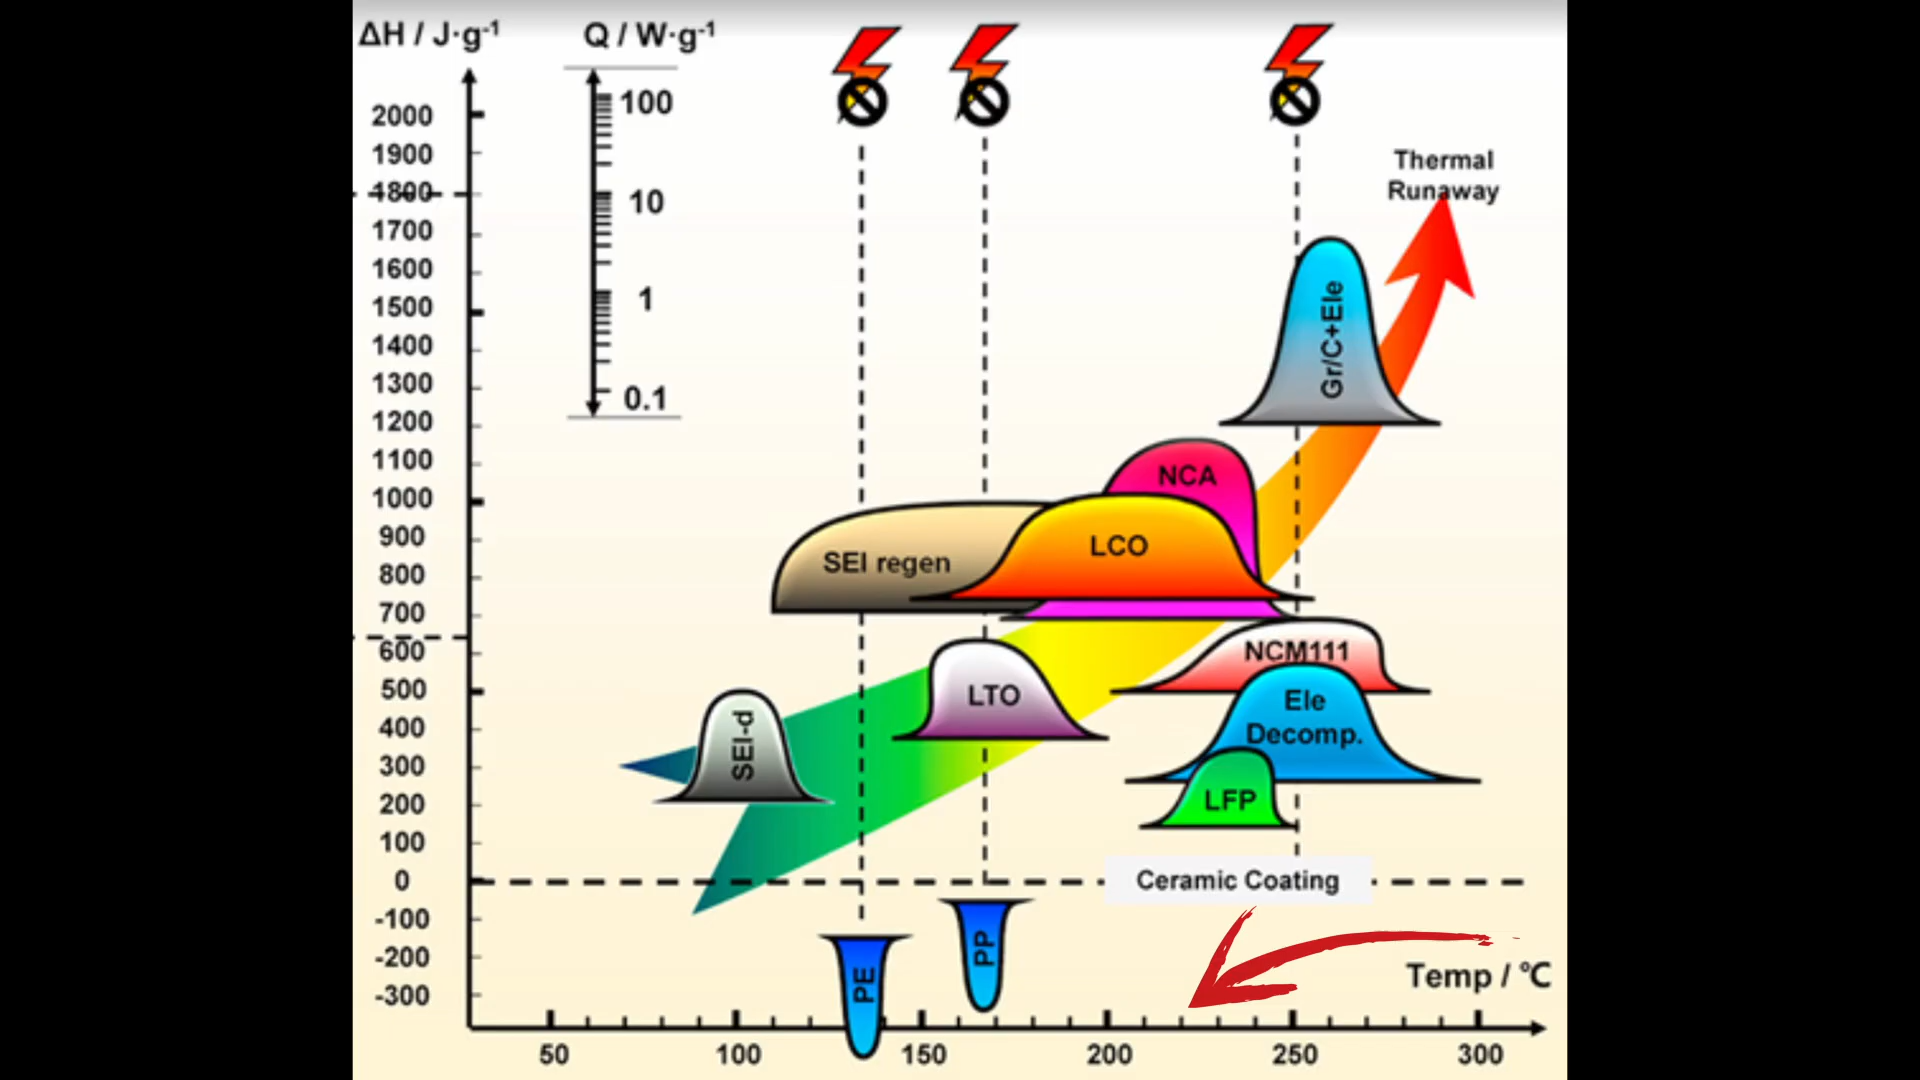 ΔH / J·g⁻¹
Q / W·g⁻¹
2000
1900
1800
1700
1600
1500
1400
1300
1200
1100
1000
900
800
700
600
500
400
300
200
100
0
-100
-200
-300
100
10
1
0.1
Thermal
Runaway
Gr/C+Ele
NCA
LCO
SEI regen
NCM111
LTO
Ele
Decomp.
SEI-d
LFP
Ceramic Coating
PP
PE
Temp / ℃
50
100
150
200
250
300